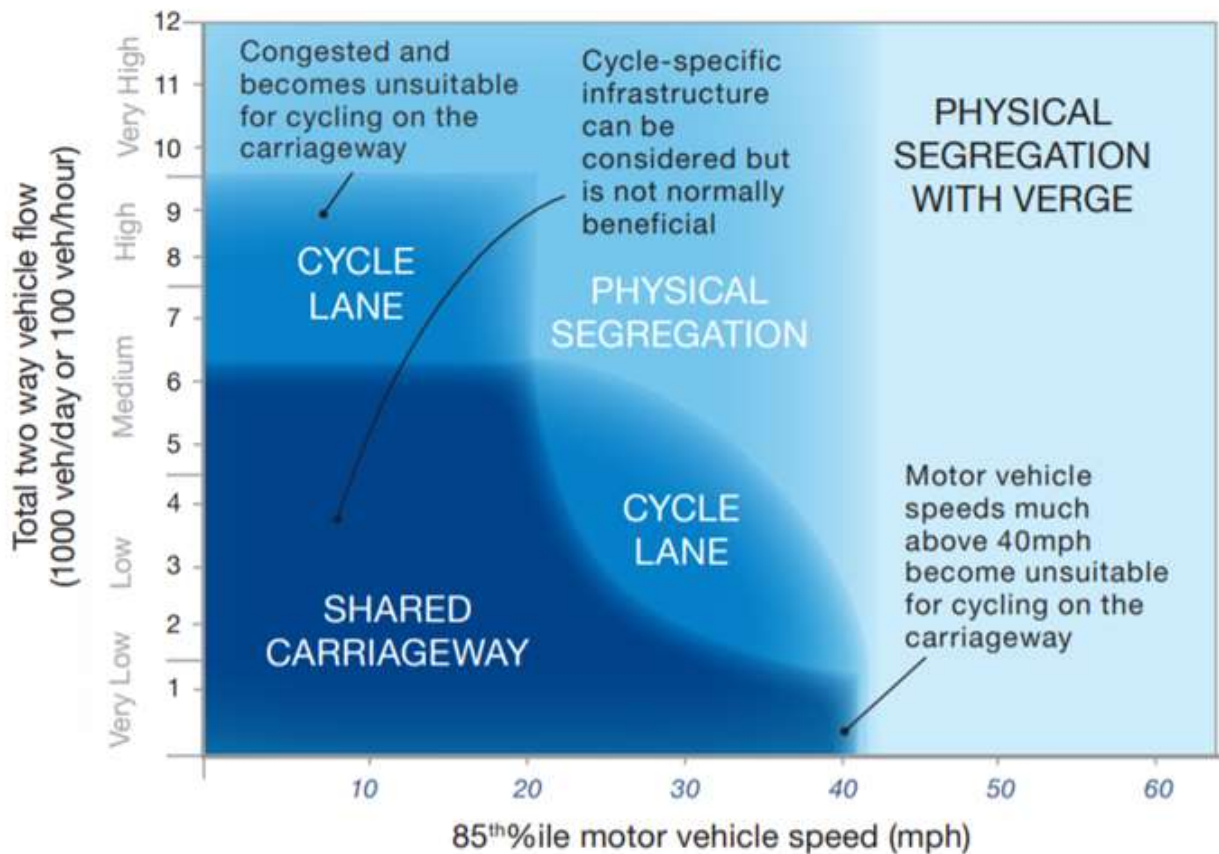 Total two way vehicle flow
(1000 veh/day or 100 veh/hour)
Very High
High
Medium
Low
Very Low
12
11
10
9
8
7
6
5
4
3
2
1
Congested and
becomes unsuitable
for cycling on the
carriageway
Cycle-specific
infrastructure
can be
considered but
is not normally
beneficial
PHYSICAL
SEGREGATION
WITH VERGE
CYCLE
LANE
PHYSICAL
SEGREGATION
CYCLE
LANE
Motor vehicle
speeds much
above 40mph
become unsuitable
for cycling on the
carriageway
SHARED
CARRIAGEWAY
10
20
30
40
50
60
85th%ile motor vehicle speed (mph)